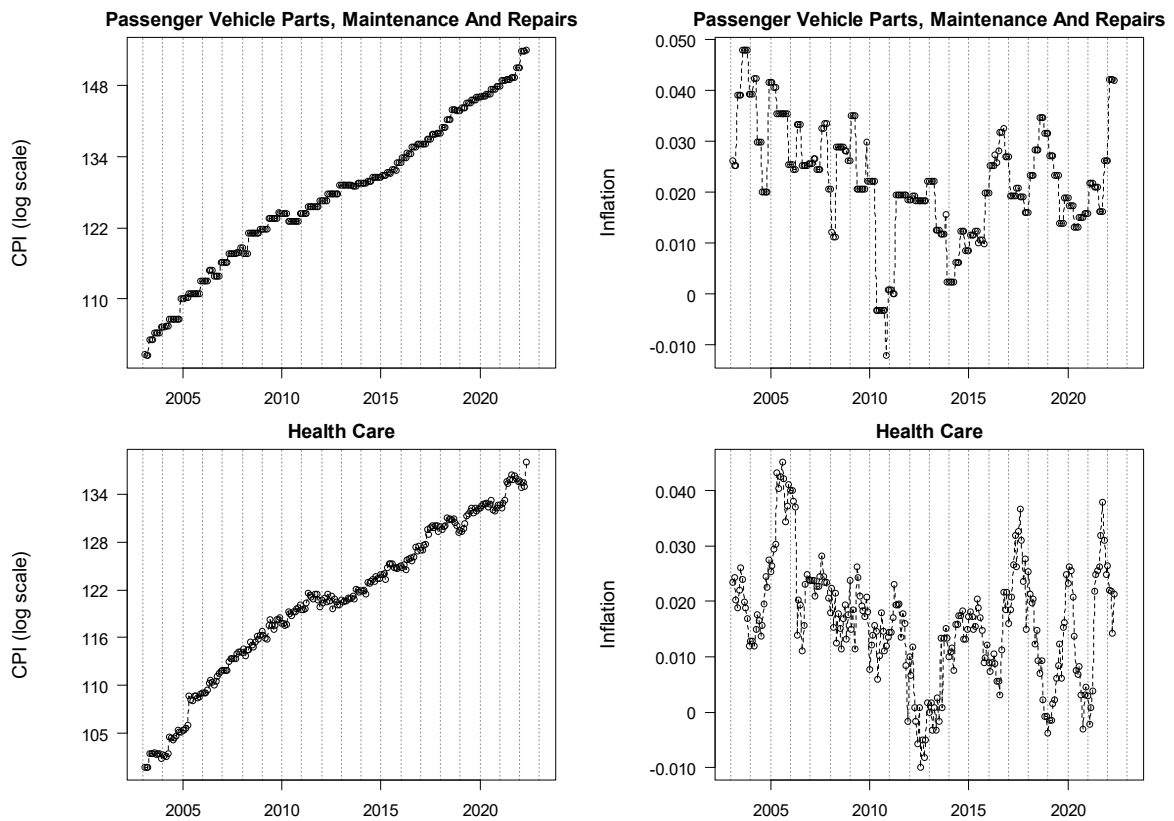 Passenger Vehicle Parts, Maintenance And Repairs
CPI (log scale)
148
134
122
110
2005 2010 2015 2020
Passenger Vehicle Parts, Maintenance And Repairs
Inflation
0.050
0.040
0.030
0.020
0.010
0
-0.010
2005 2010 2015 2020
Health Care
CPI (log scale)
134
128
122
116
110
105
2005 2010 2015 2020
Health Care
Inflation
0.040
0.030
0.020
0.010
0
-0.010
2005 2010 2015 2020